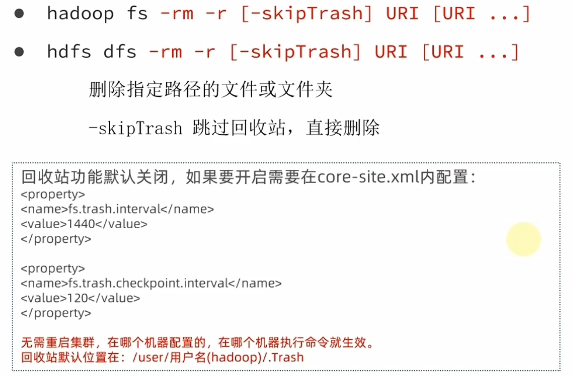 ● hadoop fs -rm -r [-skipTrash] URI [URI ...]
● hdfs dfs -rm -r [-skipTrash] URI [URI ...]
删除指定路径的文件或文件夹
-skipTrash 跳过回收站，直接删除
回收站功能默认关闭，如果要开启需要在core-site.xml内配置：
<property>
<name>fs.trash.interval</name>
<value>1440</value>
</property>
<property>
<name>fs.trash.checkpoint.interval</name>
<value>120</value>
</property>
无需重启集群，在哪个机器配置的，在哪个机器执行命令就生效。
回收站默认位置在：/user/用户名(hadoop)/.Trash